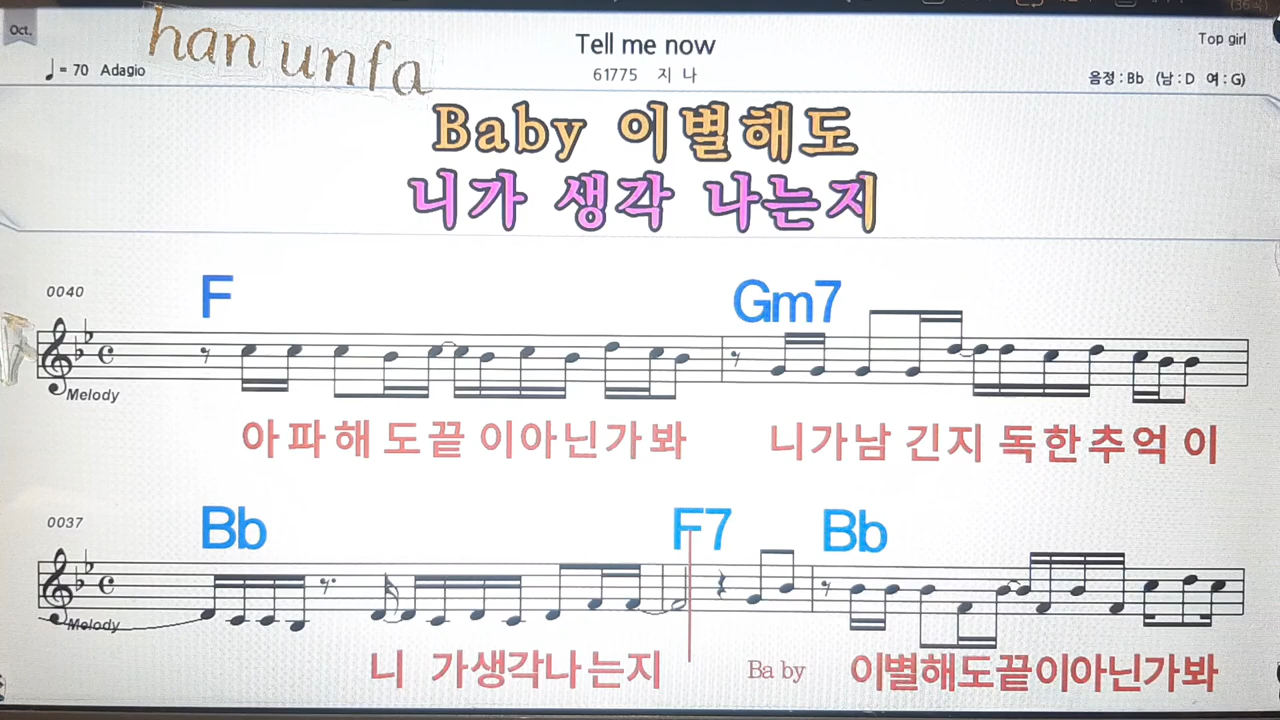 (36식)
Oct.
han unfa
Tell me now
Top girl
♩= 70 Adagio
61775 지 나
음정 : Bb (남 : D 여 : G)
Baby 이별해도
니가 생각 나는지
0040
F Gm7
Melody
아 파 해 도 끝 이아닌가 봐 니가남 긴지 독한추억 이
0037
Bb F7 Bb
Melody
니 가생각나는지 Ba by 이별해도끝이아닌가봐